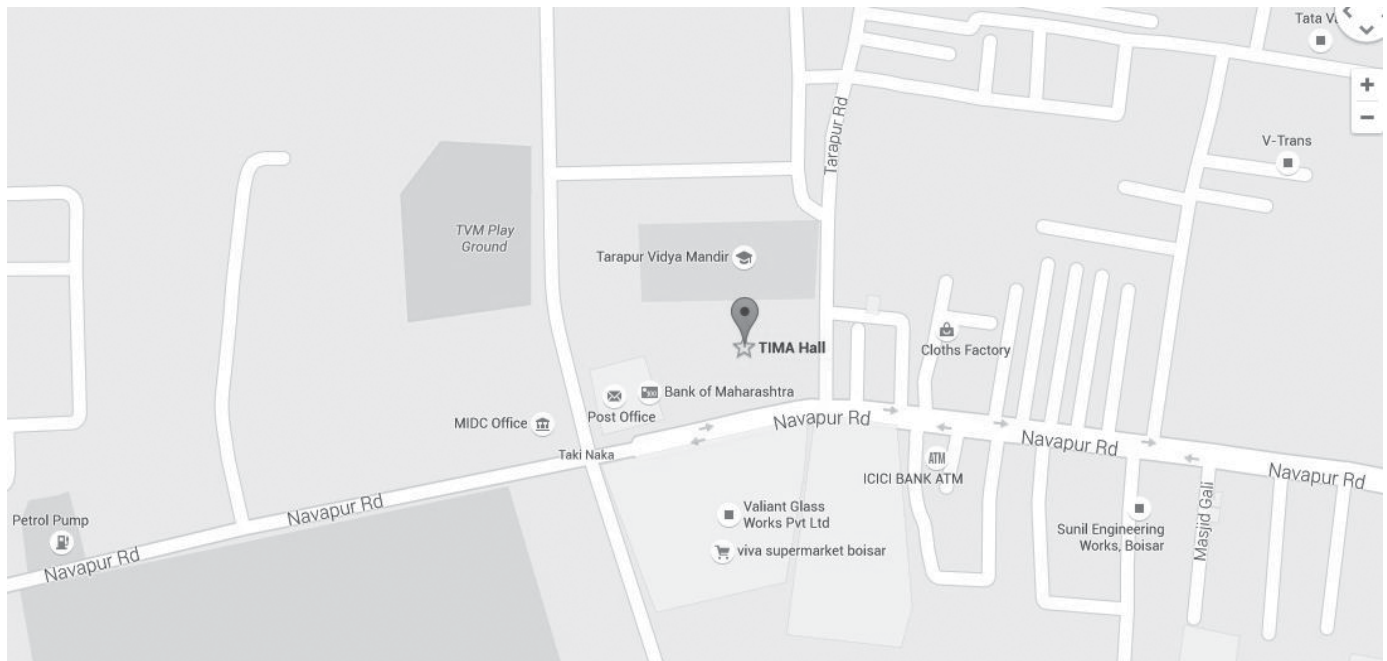 Tata V
V-Trans
Tarapur Rd
TVM Play
Ground
Tarapur Vidya Mandir
TIMA Hall
Cloths Factory
Bank of Maharashtra
Post Office
MIDC Office
Navapur Rd
Navapur Rd
Taki Naka
Navapur Rd
ATM
ICICI BANK ATM
Navapur Rd
Petrol Pump
Valiant Glass
Works Pvt Ltd
Sunil Engineering
Works, Boisar
Masjid Gali
viva supermarket boisar
Navapur Rd